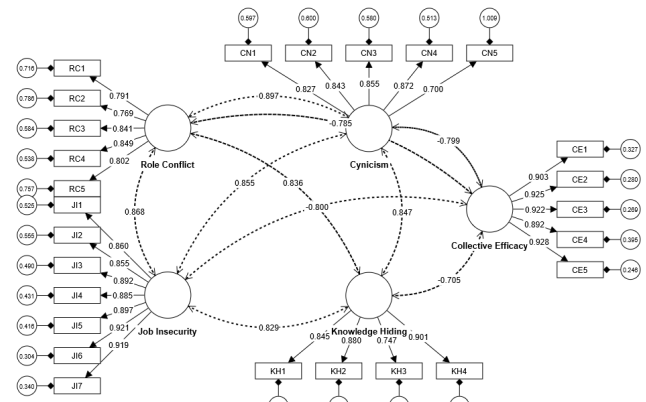 0.597 0.600 0.580 0.513 1.009
CN1 CN2 CN3 CN4 CN5
0.716 RC1
0.827 0.843 0.855 0.872 0.700
0.791
0.786 RC2
0.769
0.897
0.584 RC3 0.841
-0.785
0.849
0.538 RC4
-0.799
0.802
Role Conflict Cynicism
CE1 0.327
0.903
0.757 RC5
0.855 0.836
0.925 CE2 0.280
0.525 JI1
0.868 -0.800 0.847
0.922 CE3 0.269
0.892
0.555 JI2
CE4 0.395
0.860
Collective Efficacy
0.928
0.855
0.490 JI3
CE5 0.246
0.892
-0.705
0.431 JI4 0.885
0.897
0.416 JI5
0.829
Job Insecurity Knowledge Hiding
0.921
0.845 0.880 0.747 0.901
0.304 JI6
0.919
KH1 KH2 KH3 KH4
0.340 JI7